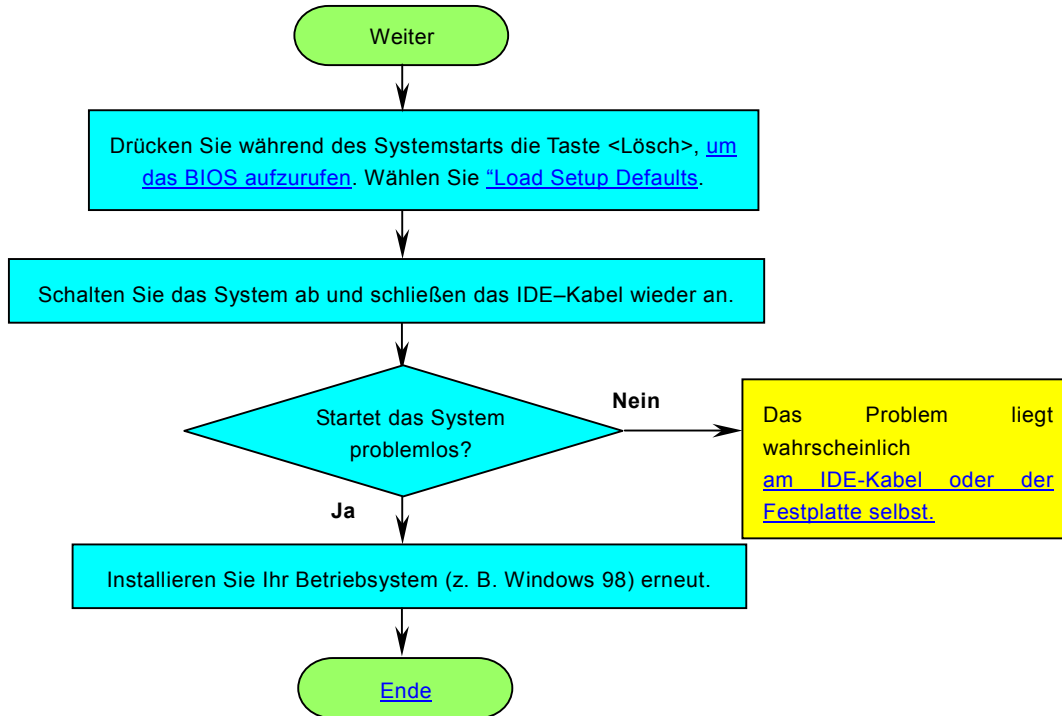 Weiter
Drücken Sie während des Systemstarts die Taste <Lösch>, um
das BIOS aufzurufen. Wählen Sie “Load Setup Defaults.
Schalten Sie das System ab und schließen das IDE–Kabel wieder an.
Startet das System
problemlos?
Nein
Das Problem liegt
wahrscheinlich
am IDE-Kabel oder der
Festplatte selbst.
Ja
Installieren Sie Ihr Betriebsystem (z. B. Windows 98) erneut.
Ende